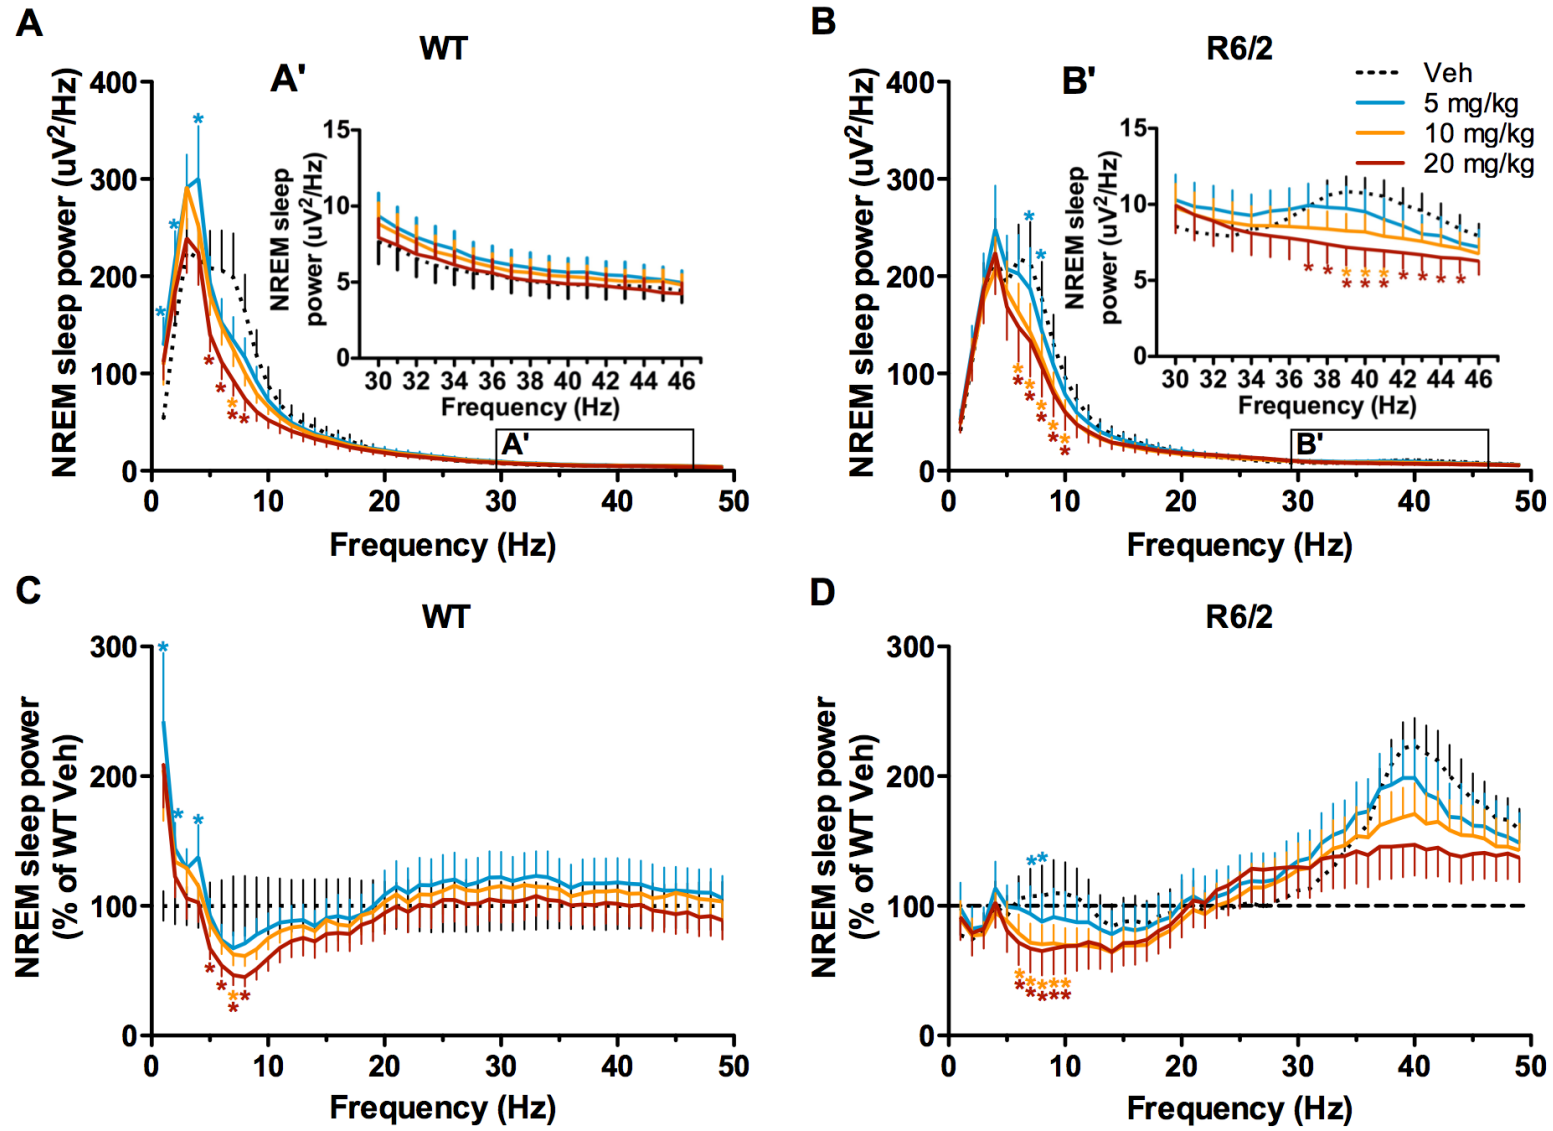 A
WT
NREM sleep power (uV²/Hz)
400
300
200
100
0
0 10 20 30 40 50
Frequency (Hz)
* * * * * * * *
A'
NREM sleep
power (uV²/Hz)
15
10
5
0
30 32 34 36 38 40 42 44 46
Frequency (Hz)
A'
B
R6/2
Veh
5 mg/kg
10 mg/kg
20 mg/kg
NREM sleep power (uV²/Hz)
400
300
200
100
0
0 10 20 30 40 50
Frequency (Hz)
* * * * * * * * * * * *
B'
NREM sleep
power (uV²/Hz)
15
10
5
0
30 32 34 36 38 40 42 44 46
Frequency (Hz)
* * * * * * * * * * * *
B'
C
WT
NREM sleep power
(% of WT Veh)
300
200
100
0
0 10 20 30 40 50
Frequency (Hz)
* * * * * * * *
D
R6/2
NREM sleep power
(% of WT Veh)
300
200
100
0
0 10 20 30 40 50
Frequency (Hz)
* * * * * * * * * * * *